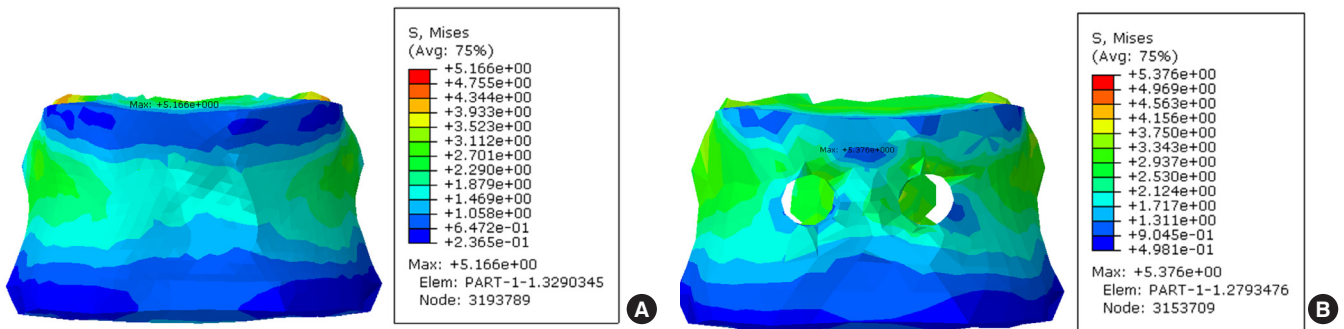 S, Mises
(Avg: 75%)
+5.166e+00
+4.755e+00
+4.344e+00
+3.933e+00
+3.523e+00
+3.112e+00
+2.701e+00
+2.290e+00
+1.879e+00
+1.469e+00
+1.058e+00
+6.472e-01
+2.365e-01
Max: +5.166e+00
Elem: PART-1-1.3290345
Node: 3193789
Max: +5.166e+000
A
S, Mises
(Avg: 75%)
+5.376e+00
+4.969e+00
+4.563e+00
+4.156e+00
+3.750e+00
+3.343e+00
+2.937e+00
+2.530e+00
+2.124e+00
+1.717e+00
+1.311e+00
+9.045e-01
+4.981e-01
Max: +5.376e+00
Elem: PART-1-1.2793476
Node: 3153709
Max: +5.376e+000
B